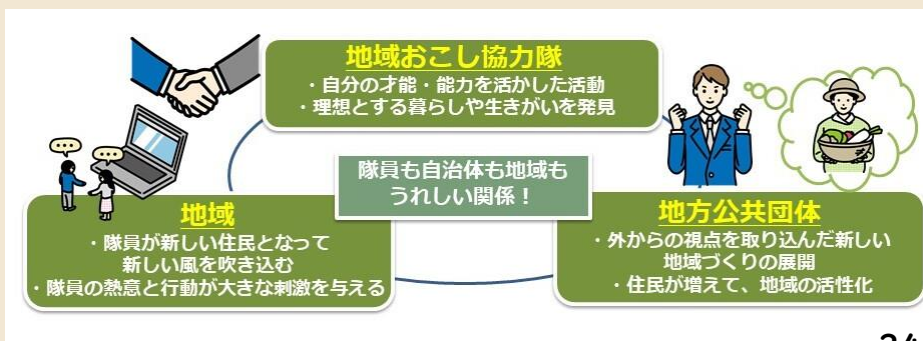 地域おこし協力隊
・自分の才能・能力を活かした活動
・理想とする暮らしや生きがいを発見
隊員も自治体も地域も
うれしい関係！
地域
・隊員が新しい住民となって
新しい風を吹き込む
・隊員の熱意と行動が大きな刺激を与える
地方公共団体
・外からの視点を取り込んだ新しい
地域づくりの展開
・住民が増えて、地域の活性化